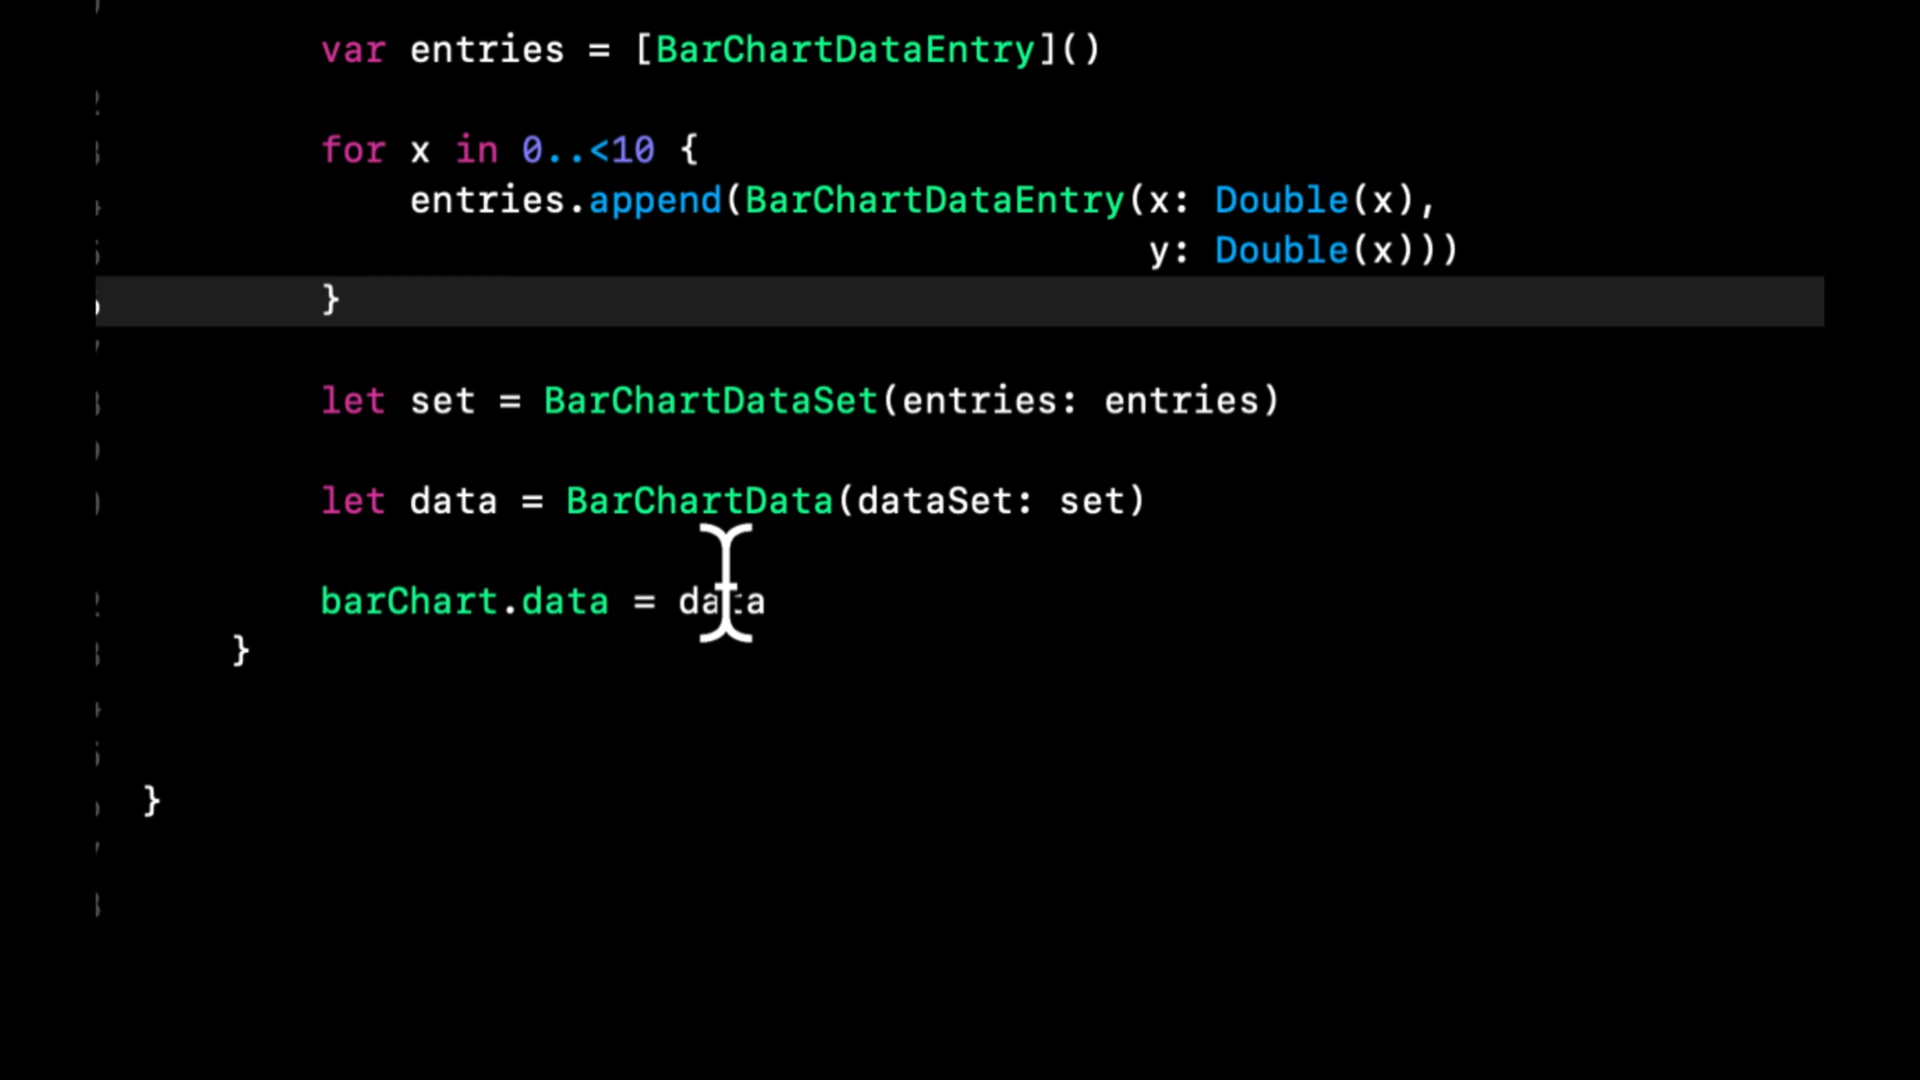 var entries = [BarChartDataEntry]()
for x in 0..<10 {
entries.append(BarChartDataEntry(x: Double(x),
y: Double(x)))
}
let set = BarChartDataSet(entries: entries)
let data = BarChartData(dataSet: set)
barChart.data = data
}
}